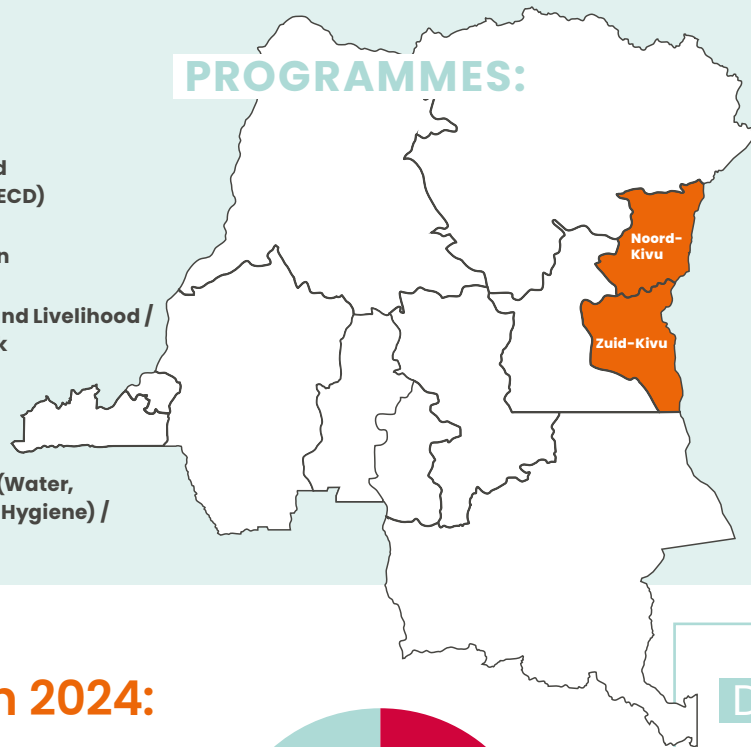 PROGRAMMES:
d
ECD)
n
nd Livelihood /
k
(Water,
Hygiene) /
Noord-
Kivu
Zuid-Kivu
n 2024:
D